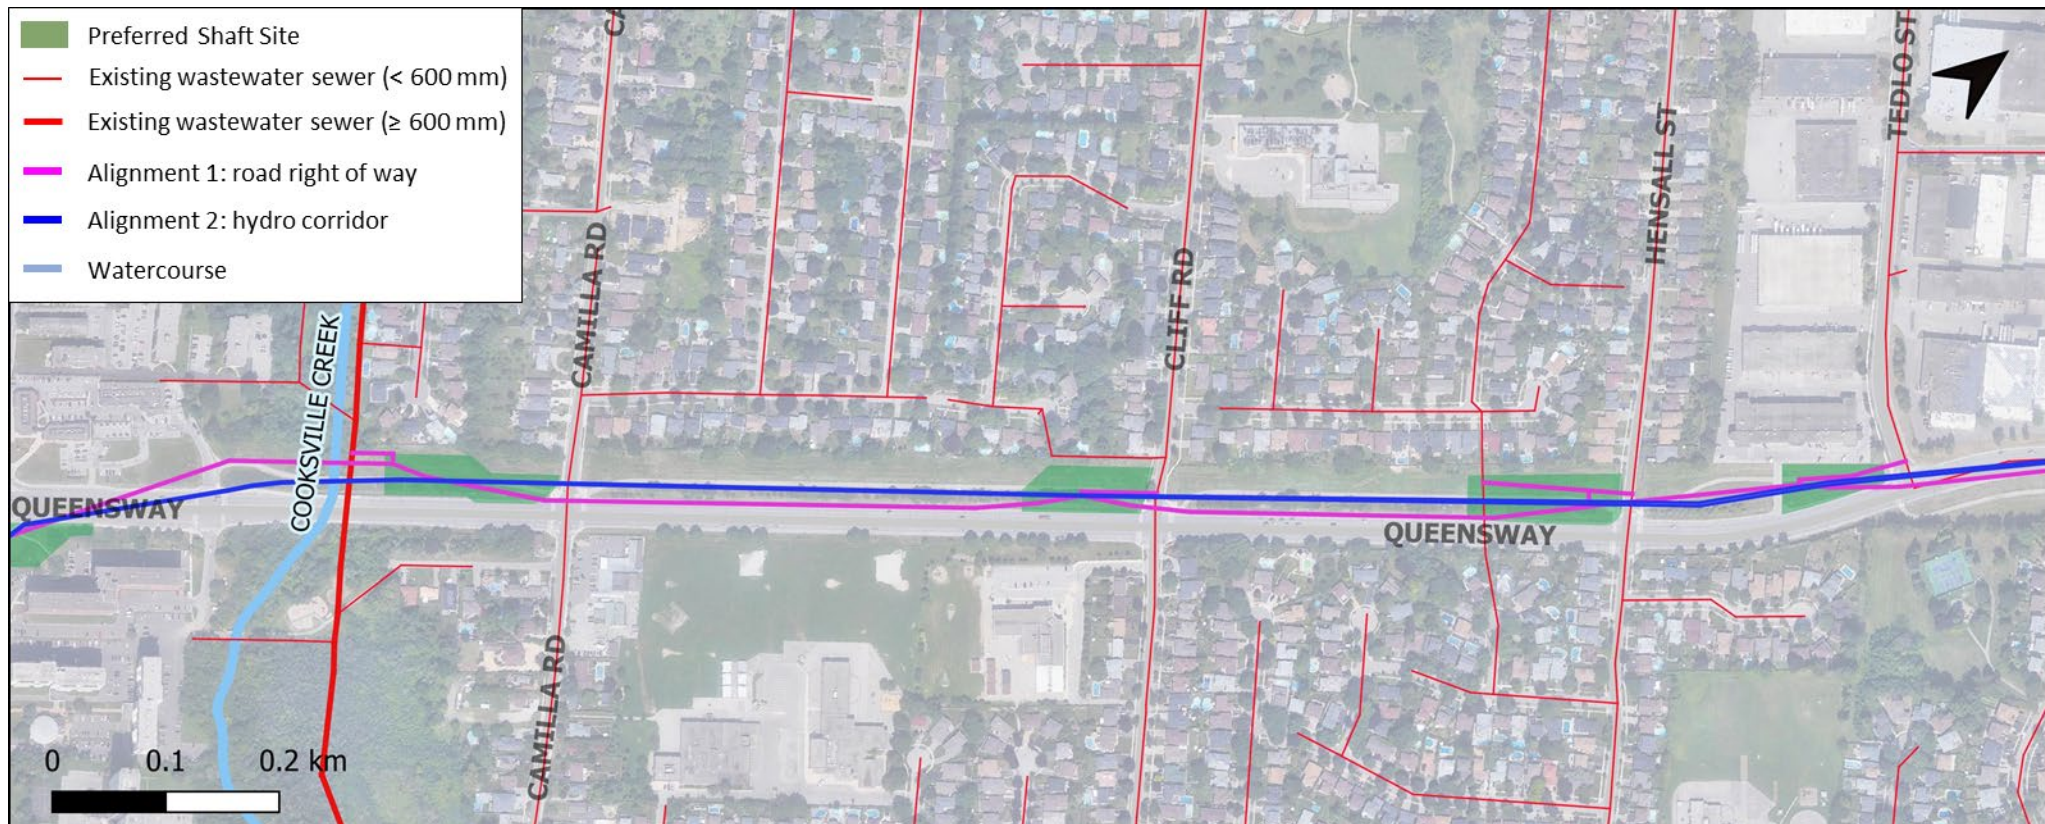 Preferred Shaft Site
Existing wastewater sewer (< 600 mm)
Existing wastewater sewer (≥ 600 mm)
Alignment 1: road right of way
Alignment 2: hydro corridor
Watercourse
TEDLO ST
HENSALL ST
CAMILLA RD
CLIFF RD
COOKSVILLE CREEK
QUEENSWAY
QUEENSWAY
CAMILLA RD
0 0.1 0.2 km